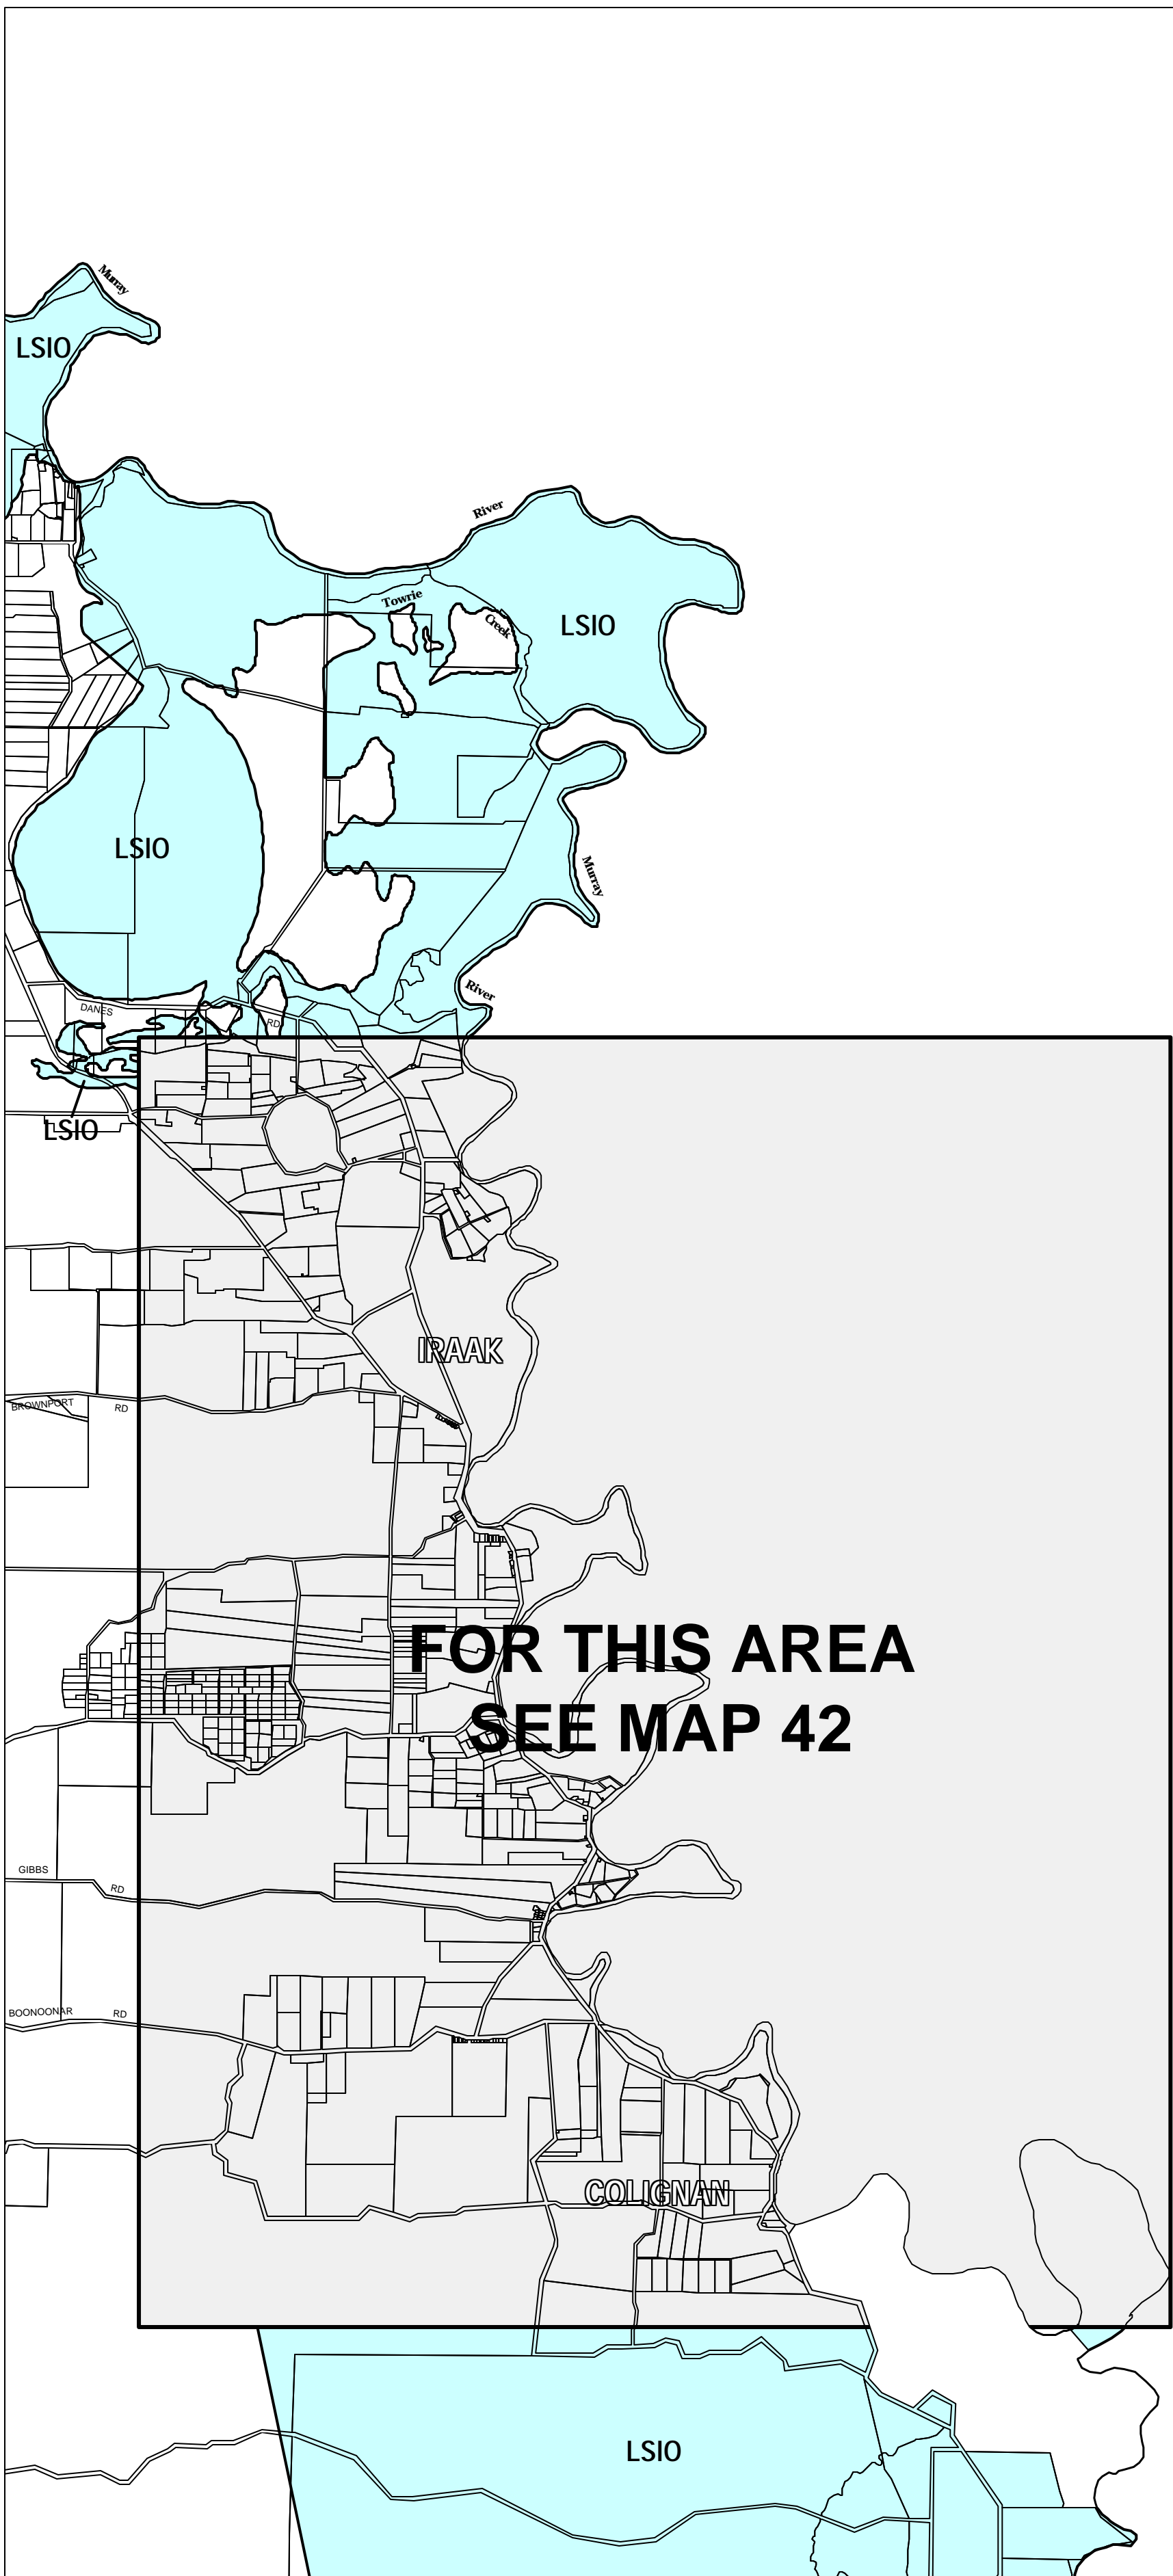 Murray
LSIO
River
Towrie
Creek
LSIO
LSIO
Murray
River
DANES
RD
LSIO
IRAAK
BROWNPORT
RD
FOR THIS AREA
SEE MAP 42
GIBBS
RD
BOONOONAR
RD
COLIGNAN
LSIO